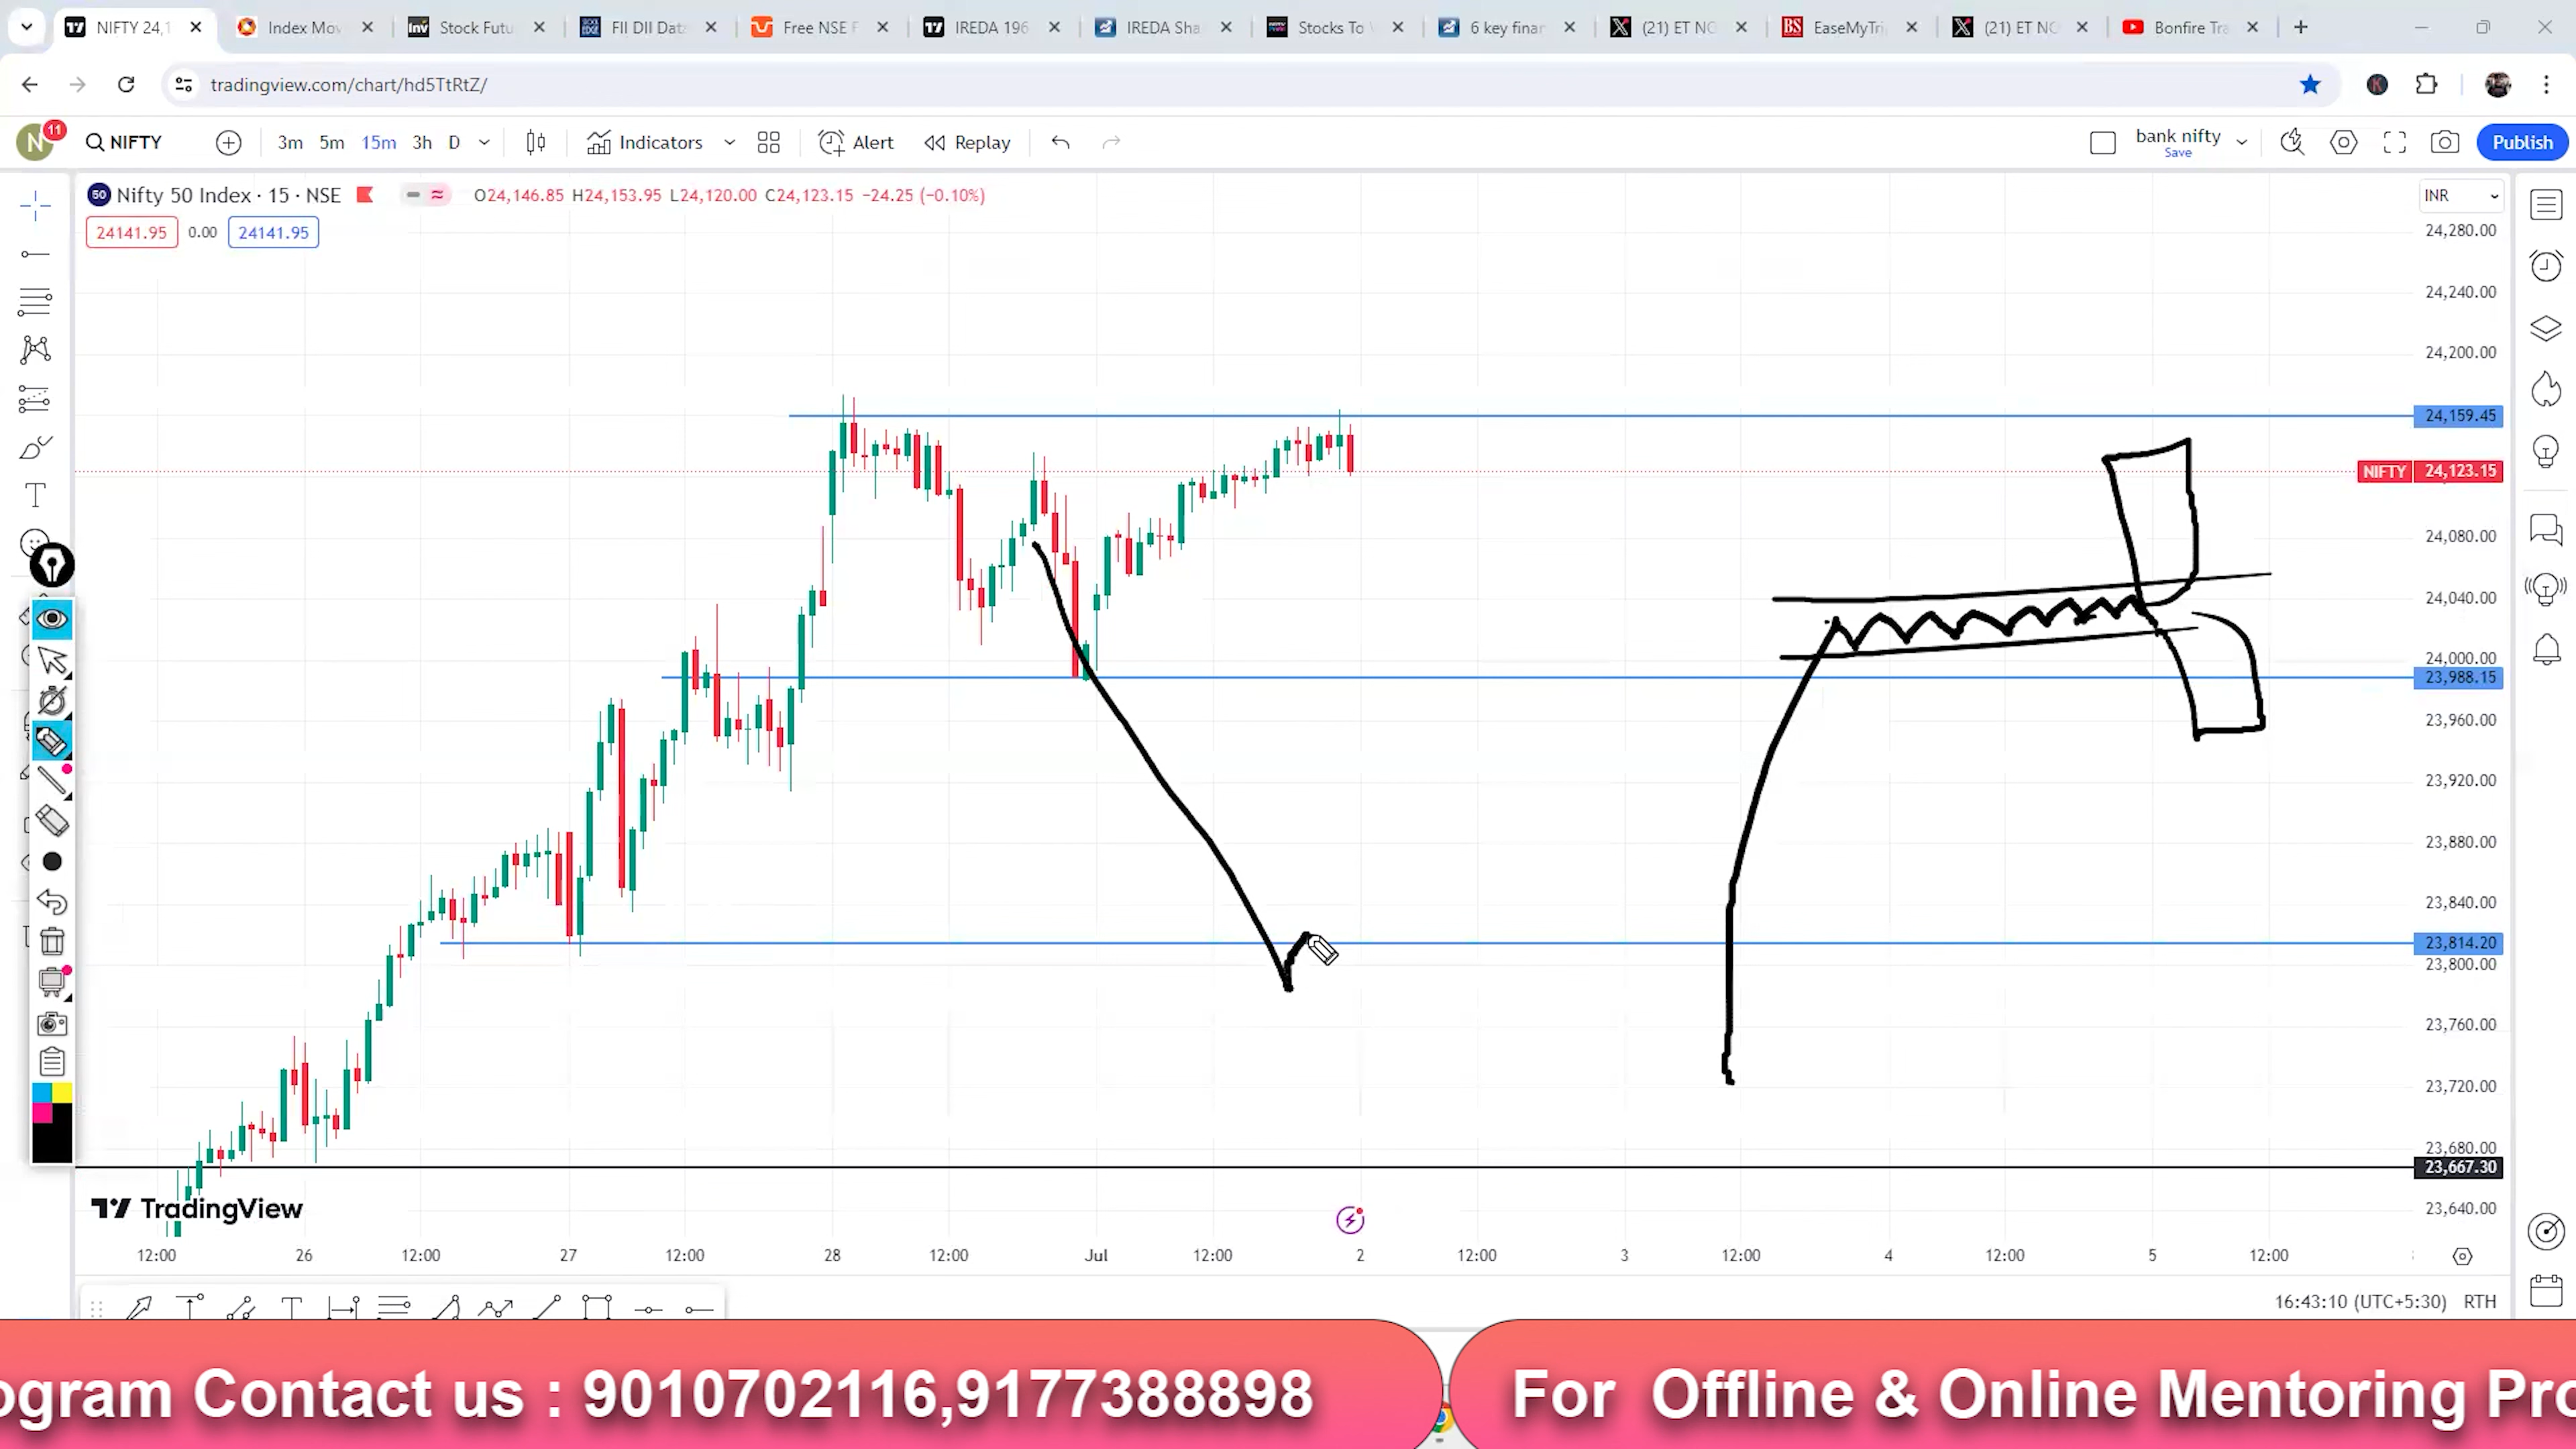 NIFTY 24,1
Index Mov
Stock Futu
FII DII Data
Free NSE F
IREDA 196
IREDA Sha
Stocks To
6 key finan
(21) ET NO
EaseMyTri
(21) ET NO
Bonfire Tra
tradingview.com/chart/hd5TtRtZ/
N 11 NIFTY 3m 5m 15m 3h D Indicators Alert Replay bank nifty Save Publish
50 Nifty 50 Index · 15 · NSE O24,146.85 H24,153.95 L24,120.00 C24,123.15 −24.25 (−0.10%) INR
24141.95 0.00 24141.95
24,280.00
24,240.00
24,200.00
24,159.45
NIFTY 24,123.15
24,080.00
24,040.00
24,000.00
23,988.15
23,960.00
23,920.00
23,880.00
23,840.00
23,814.20
23,800.00
23,760.00
23,720.00
23,680.00
23,667.30
23,640.00
TradingView
12:00 26 12:00 27 12:00 28 12:00 Jul 12:00 2 12:00 3 12:00 4 12:00 5 12:00
16:43:10 (UTC+5:30) RTH
ogram Contact us : 9010702116,9177388898 For Offline & Online Mentoring Pro